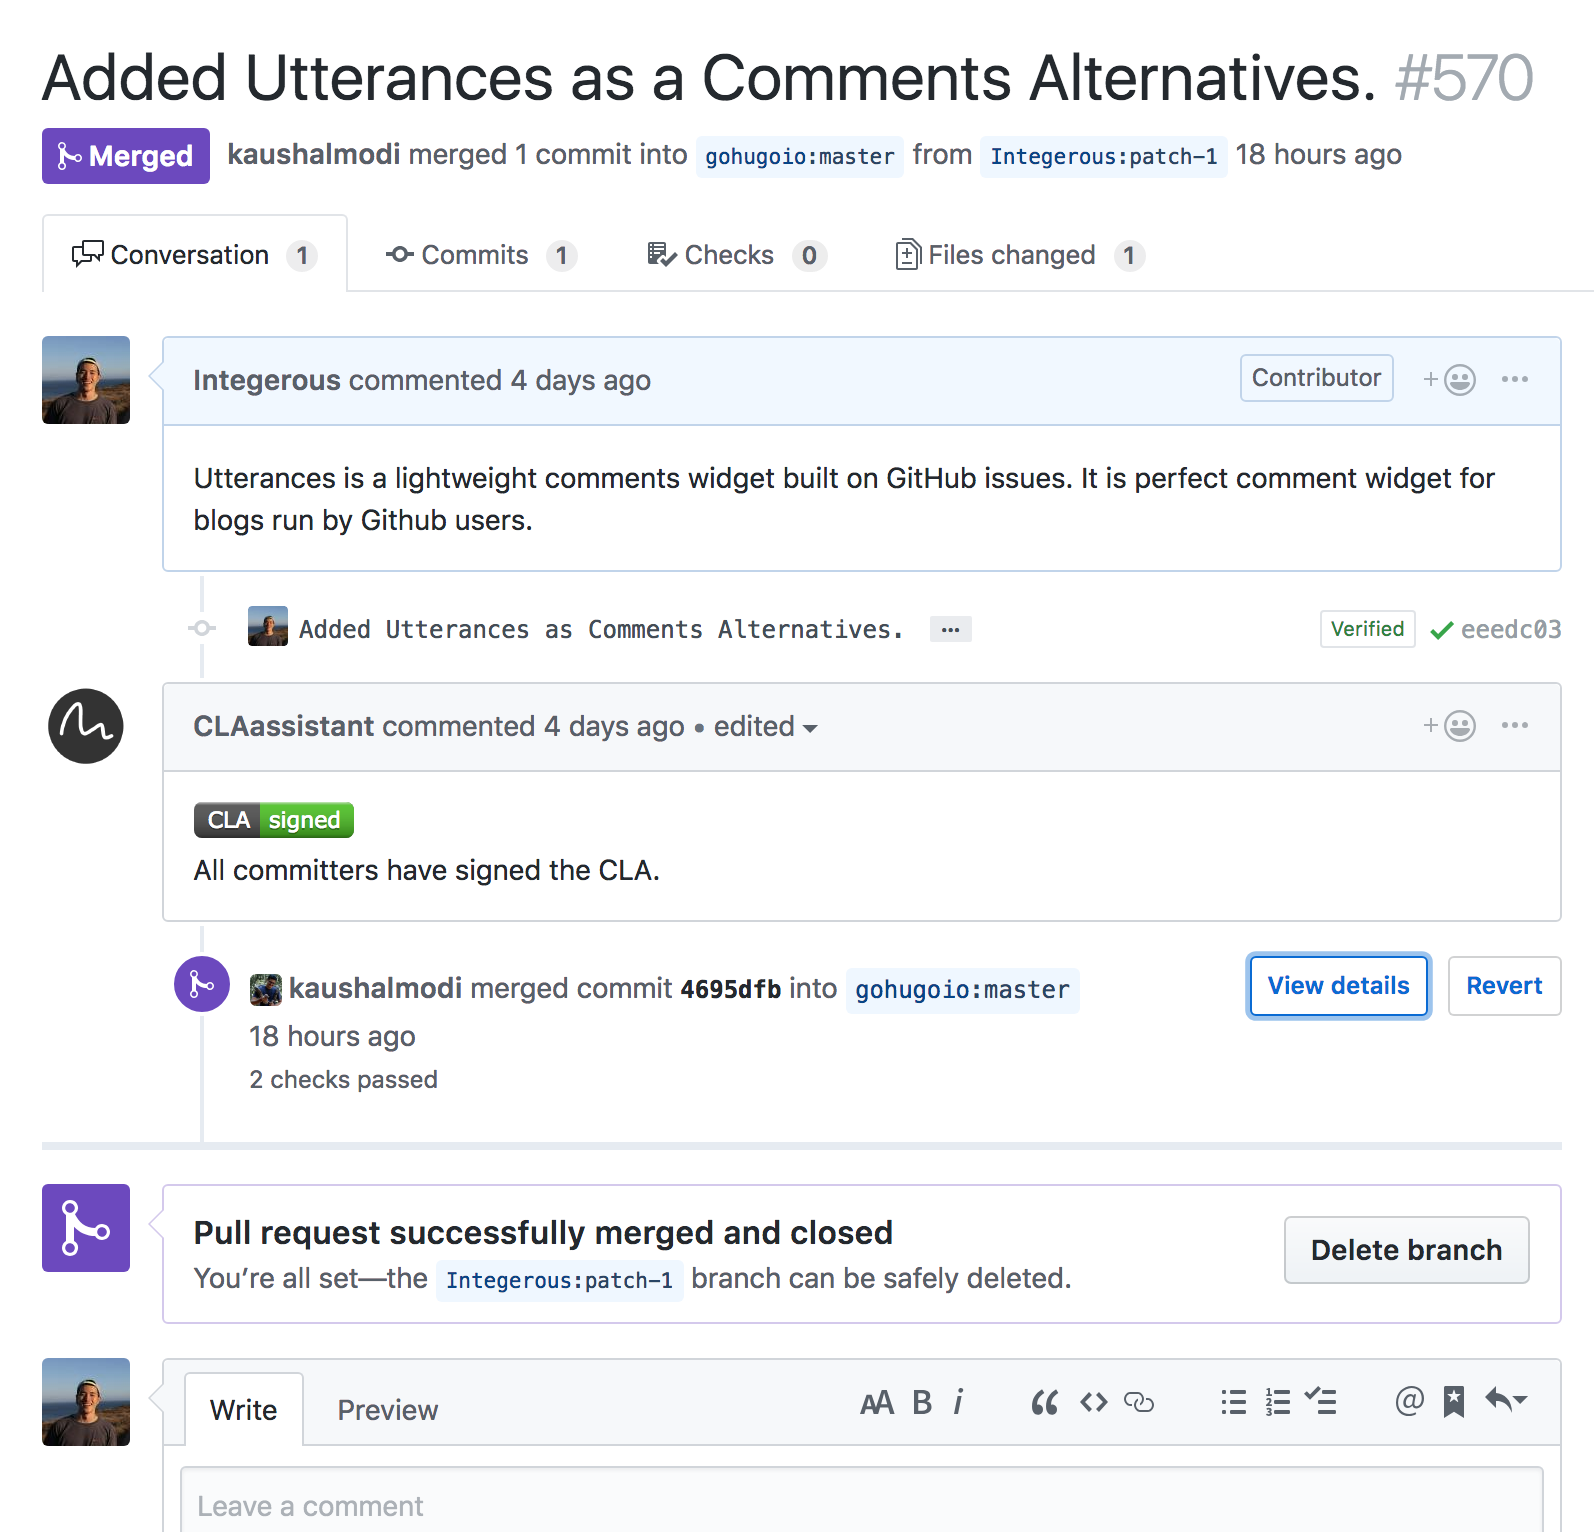 Added Utterances as a Comments Alternatives. #570
Merged kaushalmodi merged 1 commit into gohugoio:master from Integerous:patch-1 18 hours ago
Conversation 1 Commits 1 Checks 0 Files changed 1
Integerous commented 4 days ago Contributor
Utterances is a lightweight comments widget built on GitHub issues. It is perfect comment widget for
blogs run by Github users.
Added Utterances as Comments Alternatives. Verified eeedc03
CLAassistant commented 4 days ago • edited
CLA signed
All committers have signed the CLA.
kaushalmodi merged commit 4695dfb into gohugoio:master View details Revert
18 hours ago
2 checks passed
Pull request successfully merged and closed
You’re all set—the Integerous:patch-1 branch can be safely deleted.
Delete branch
Write Preview
Leave a comment